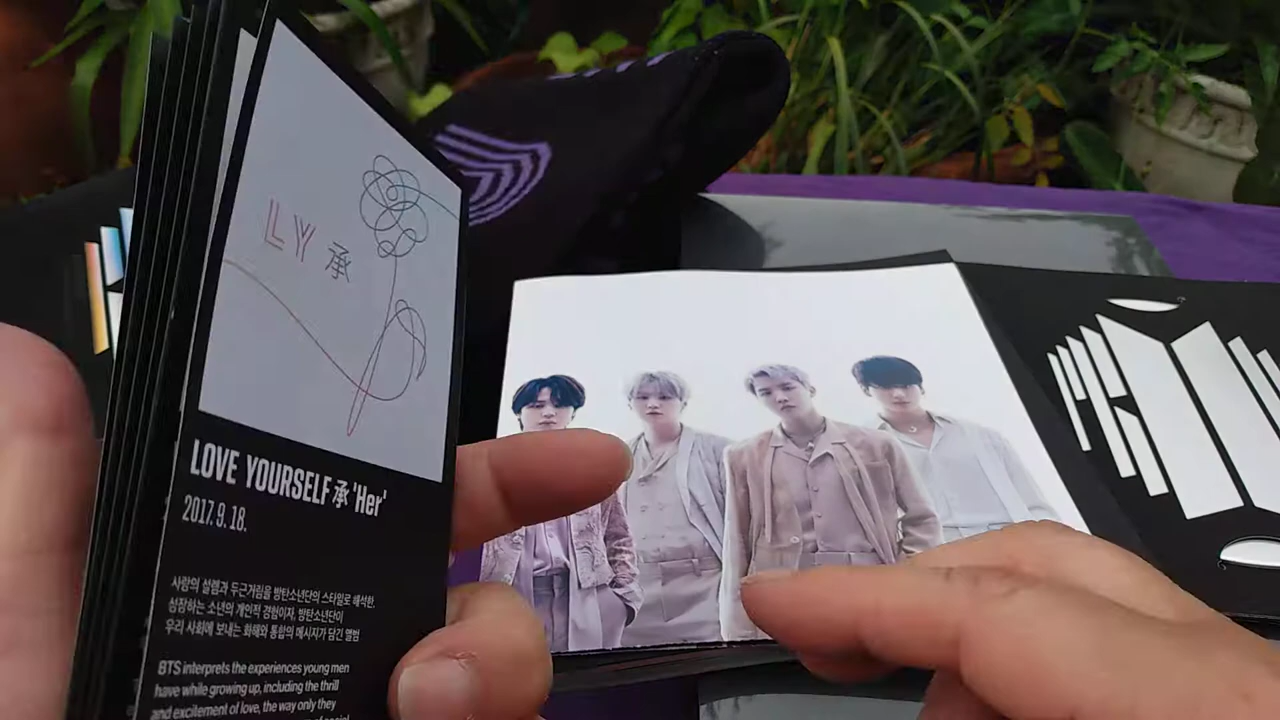 LY 承
LOVE YOURSELF 承 'Her'
2017. 9. 18.
사랑의 설렘과 두근거림을 방탄소년단의 스타일로 해석한.
성장하는 소년의 개인적 경험이자, 방탄소년단이
우리 사회에 보내는 화해와 통합의 메시지가 담긴 앨범
BTS interprets the experiences young men
have while growing up, including the thrill
and excitement of love, the way only they